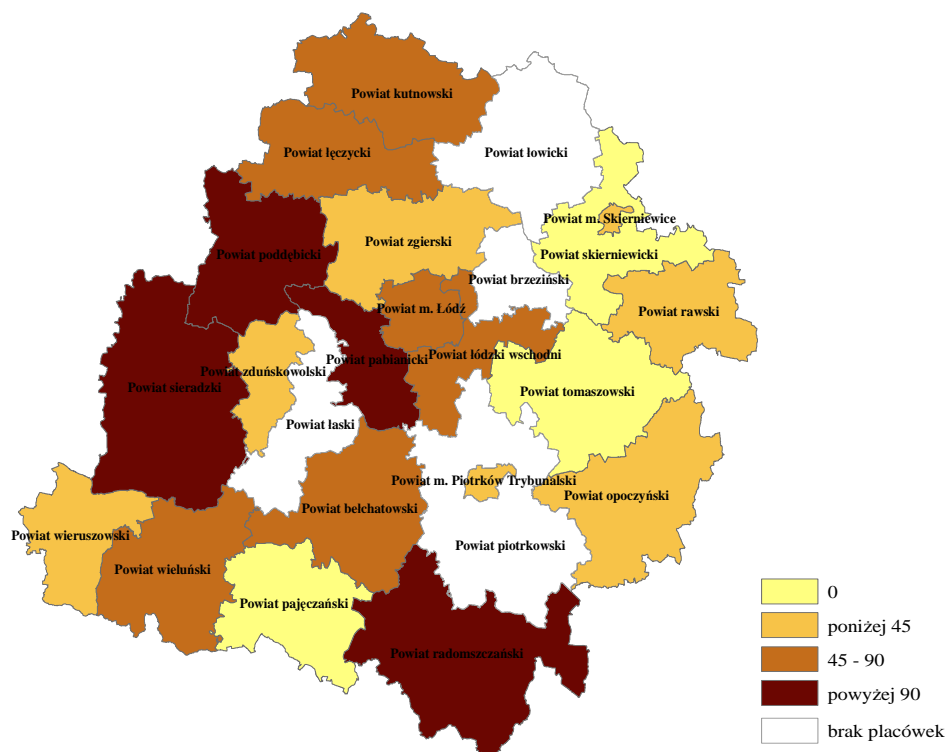 Powiat kutnowski
Powiat łęczycki
Powiat łowicki
Powiat m. Skierniewice
Powiat zgierski
Powiat poddębicki
Powiat skierniewicki
Powiat brzeziński
Powiat m. Łódź
Powiat rawski
Powiat pabianicki
Powiat łódzki wschodni
Powiat zduńskowolski
Powiat sieradzki
Powiat tomaszowski
Powiat łaski
Powiat m. Piotrków Trybunalski
Powiat opoczyński
Powiat bełchatowski
Powiat wieruszowski
Powiat piotrkowski
Powiat wieluński
Powiat pajęczański
Powiat radomszczański
0
poniżej 45
45 - 90
powyżej 90
brak placówek